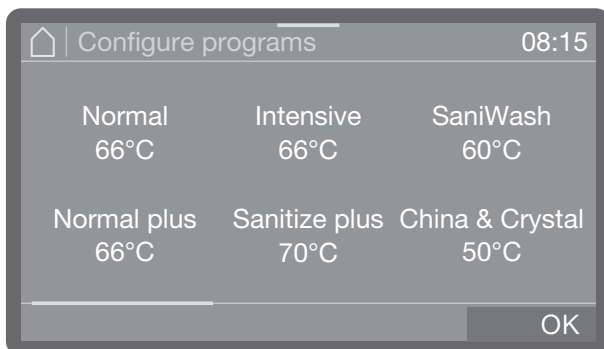 Configure programs 08:15
Normal Intensive SaniWash
66°C 66°C 60°C
Normal plus Sanitize plus China & Crystal
66°C 70°C 50°C
OK